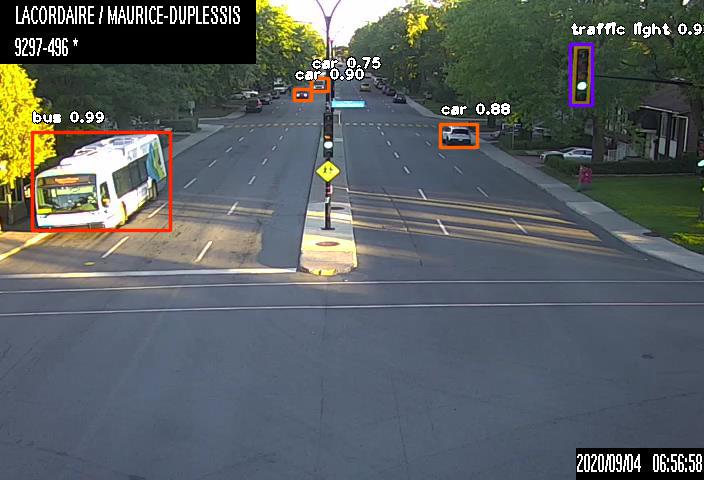 LACORDAIRE / MAURICE-DUPLESSIS
9297-496 *
traffic light 0.9
car 0.75
car 0.90
car 0.88
bus 0.99
2020/09/04 06:56:58